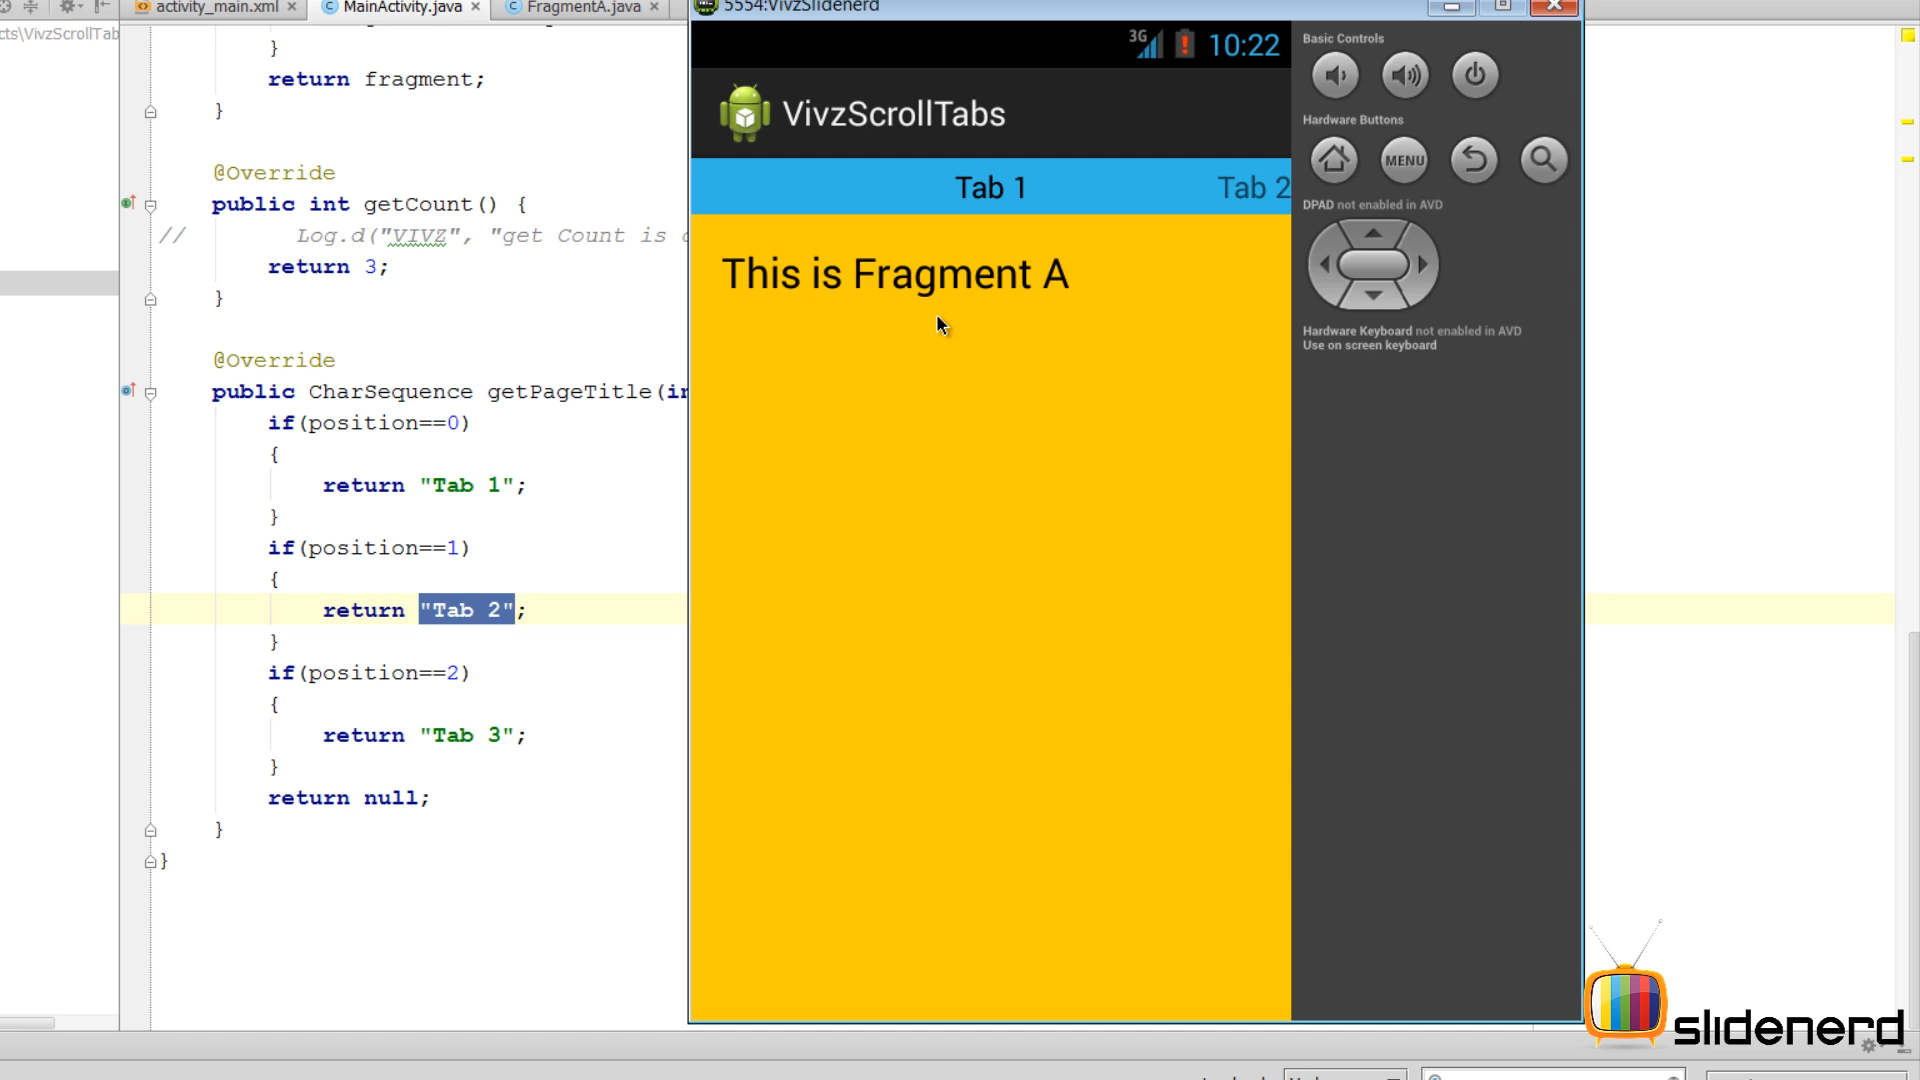 activity_main.xml
MainActivity.java
FragmentA.java
5554:VivzSlidenerd
cts\VivzScrollTab
}
return fragment;
}
@Override
public int getCount() {
// Log.d("VIVZ", "get Count is
return 3;
}
@Override
public CharSequence getPageTitle(in
if(position==0)
{
return "Tab 1";
}
if(position==1)
{
return "Tab 2";
}
if(position==2)
{
return "Tab 3";
}
return null;
}
}
3G 10:22
VivzScrollTabs
Tab 1 Tab 2
This is Fragment A
Basic Controls
Hardware Buttons
MENU
DPAD not enabled in AVD
Hardware Keyboard not enabled in AVD
Use on screen keyboard
slidenerd